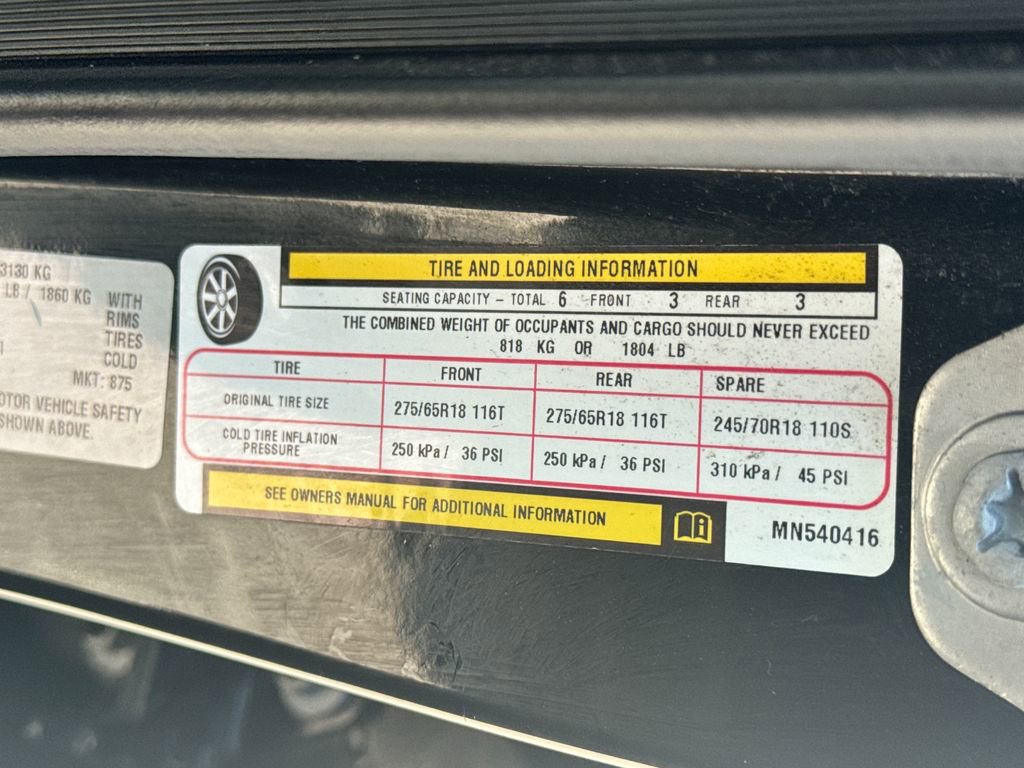 3130 KG
LB / 1860 KG WITH
RIMS
TIRES
COLD
MKT: 875
MOTOR VEHICLE SAFETY
SHOWN ABOVE.
TIRE AND LOADING INFORMATION
SEATING CAPACITY – TOTAL 6 FRONT 3 REAR 3
THE COMBINED WEIGHT OF OCCUPANTS AND CARGO SHOULD NEVER EXCEED
818 KG OR 1804 LB
TIRE FRONT REAR SPARE
ORIGINAL TIRE SIZE 275/65R18 116T 275/65R18 116T 245/70R18 110S
COLD TIRE INFLATION
PRESSURE 250 kPa / 36 PSI 250 kPa / 36 PSI 310 kPa / 45 PSI
SEE OWNERS MANUAL FOR ADDITIONAL INFORMATION
MN540416